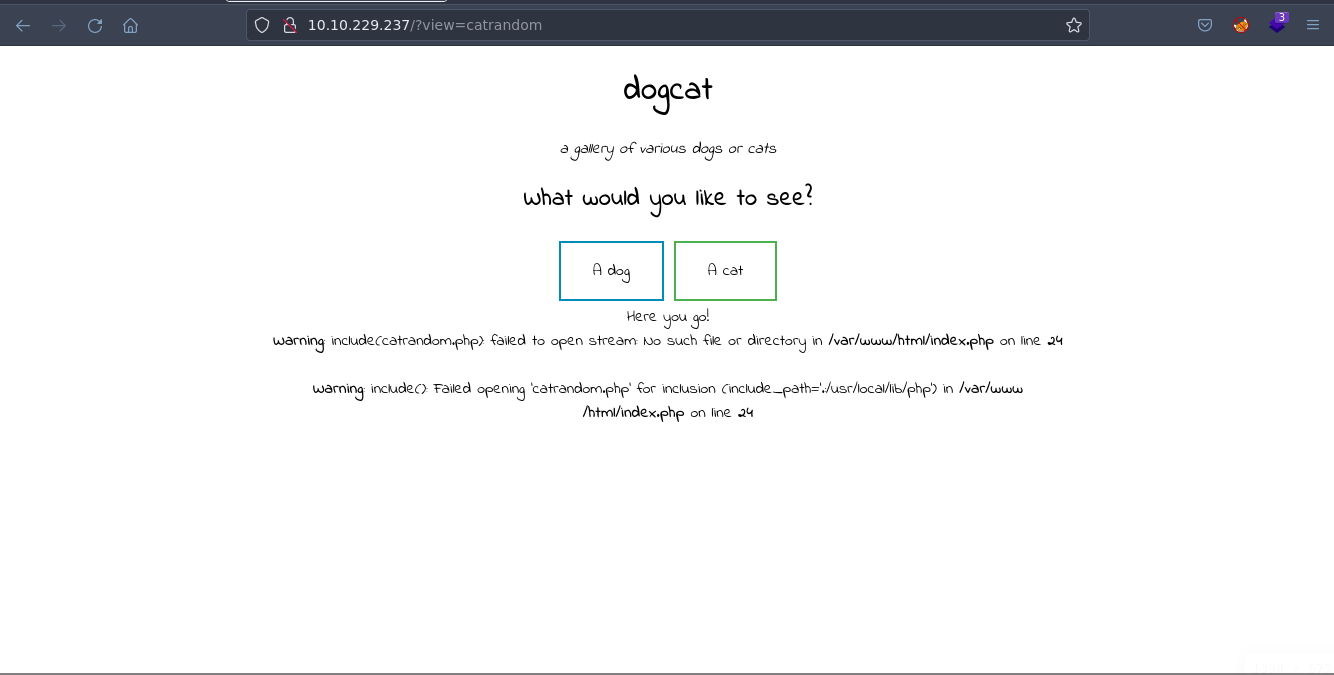 10.10.229.237/?view=catrandom
3
dogcat
a gallery of various dogs or cats
What would you like to see?
A dog A cat
Here you go!
Warning: include(catrandom.php): failed to open stream: No such file or directory in /var/www/html/index.php on line 24
Warning: include(): Failed opening 'catrandom.php' for inclusion (include_path='.:/usr/local/lib/php') in /var/www
/html/index.php on line 24